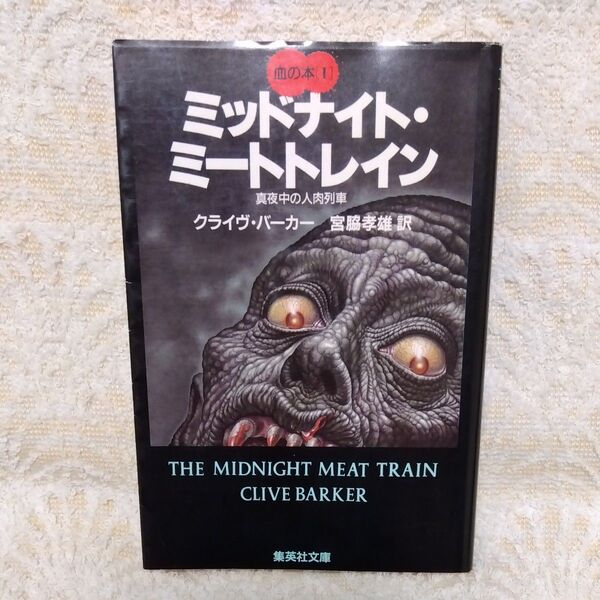 血の本[Ⅰ]
ミッドナイト・
ミートトレイン
真夜中の人肉列車
クライヴ・バーカー 宮脇孝雄 訳
THE MIDNIGHT MEAT TRAIN
CLIVE BARKER
集英社文庫